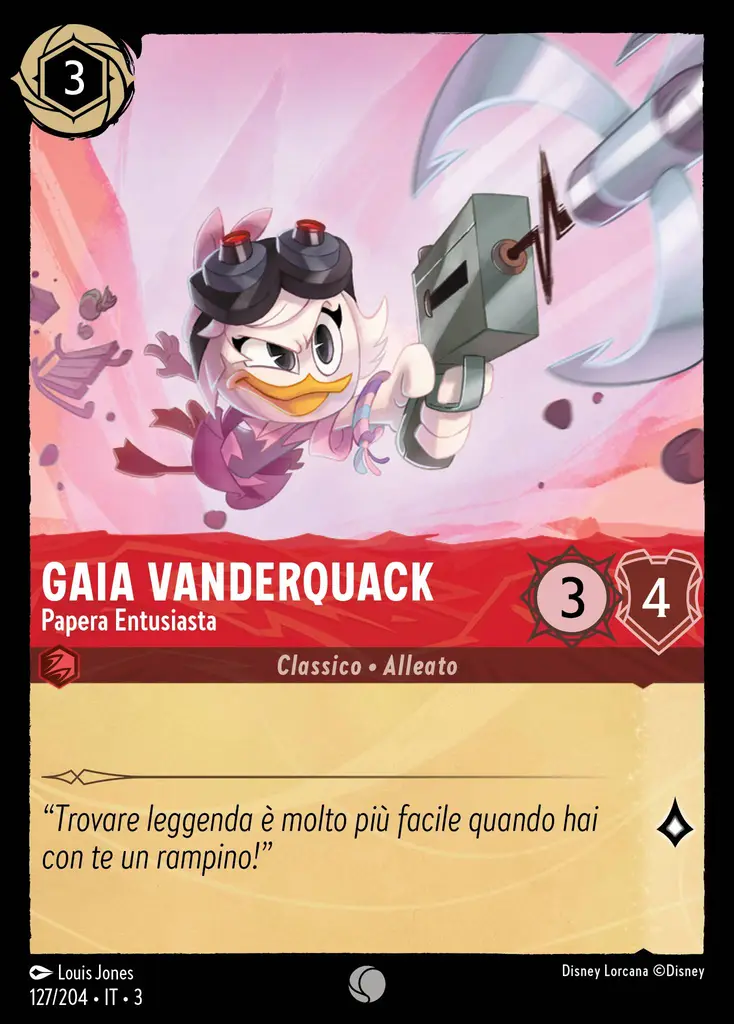 3
GAIA VANDERQUACK
Papera Entusiasta
3
4
Classico • Alleato
“Trovare leggenda è molto più facile quando hai
con te un rampino!”
Louis Jones
127/204 • IT • 3
Disney Lorcana ©Disney